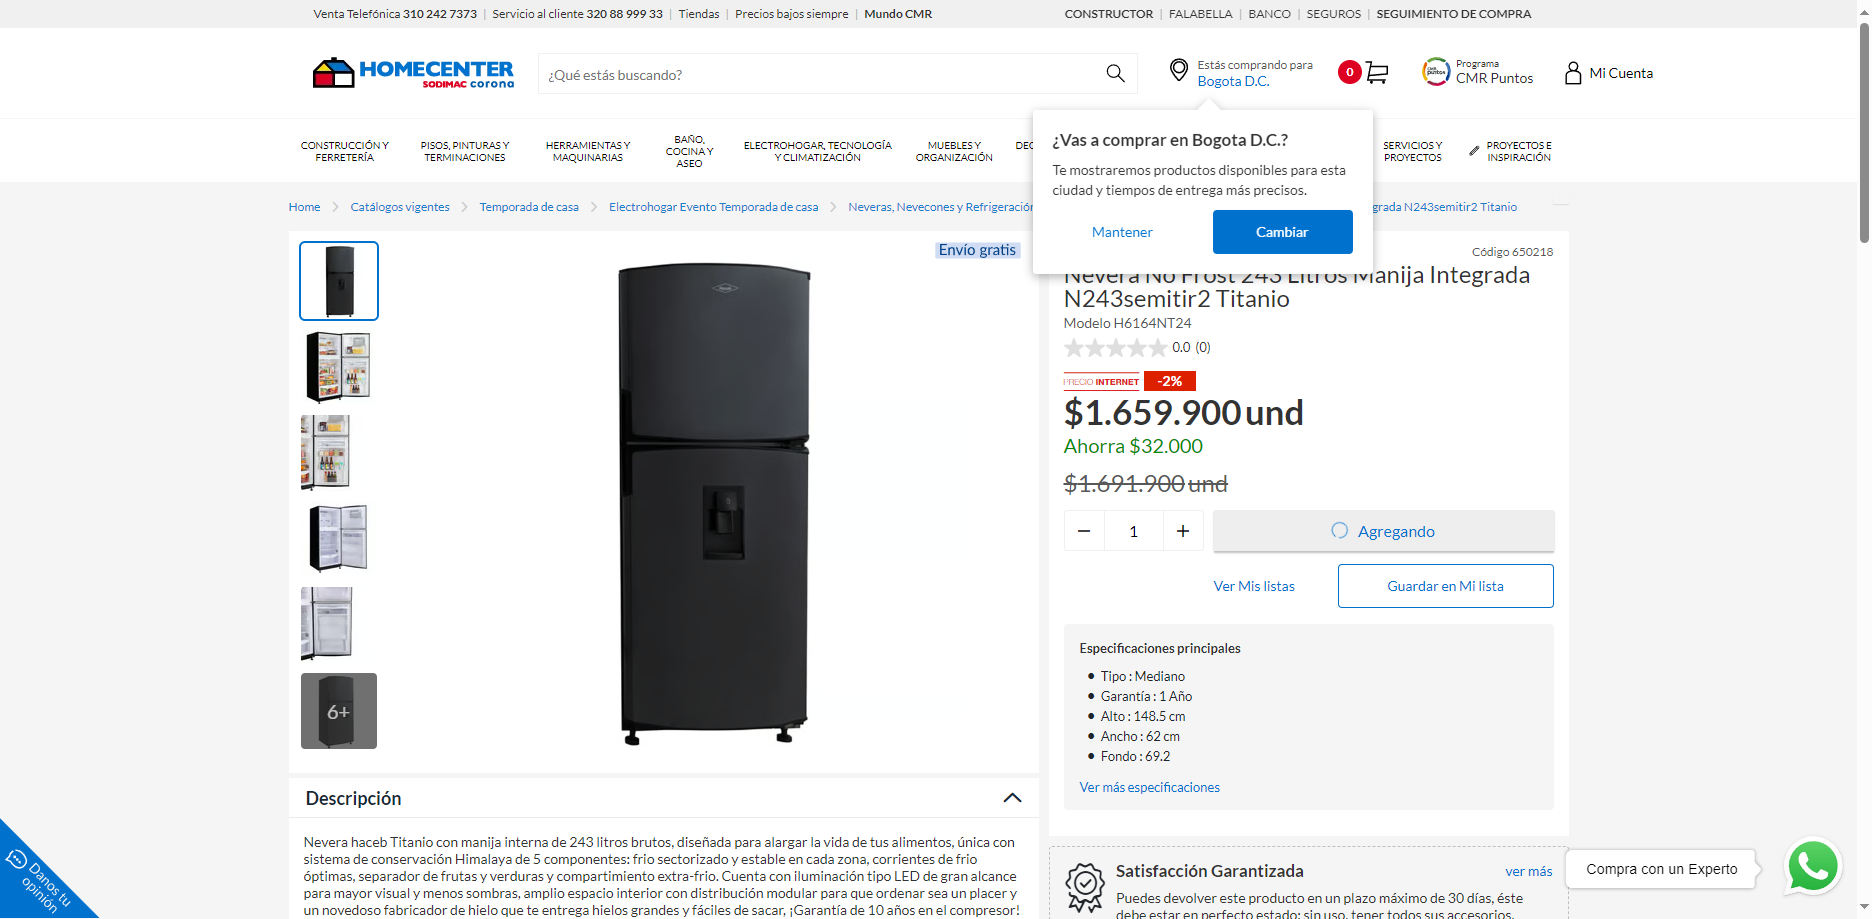 Venta Telefónica 310 242 7373 | Servicio al cliente 320 88 999 33 | Tiendas | Precios bajos siempre | Mundo CMR
CONSTRUCTOR | FALABELLA | BANCO | SEGUROS | SEGUIMIENTO DE COMPRA
HOMECENTER
SODIMAC corona
¿Qué estás buscando?
Estás comprando para
Bogota D.C.
0
Programa
CMR Puntos
Mi Cuenta
CONSTRUCCIÓN Y
FERRETERÍA
PISOS, PINTURAS Y
TERMINACIONES
HERRAMIENTAS Y
MAQUINARIAS
BAÑO,
COCINA Y
ASEO
ELECTROHOGAR, TECNOLOGÍA
Y CLIMATIZACIÓN
MUEBLES Y
ORGANIZACIÓN
SERVICIOS Y
PROYECTOS
PROYECTOS E
INSPIRACIÓN
¿Vas a comprar en Bogota D.C.?
Te mostraremos productos disponibles para esta
ciudad y tiempos de entrega más precisos.
Mantener
Cambiar
Home > Catálogos vigentes > Temporada de casa > Electrohogar Evento Temporada de casa > Neveras, Nevecones y Refrigeración
N243semitir2 Titanio
Envío gratis
6+
Código 650218
Nevera No Frost 243 Litros Manija Integrada
N243semitir2 Titanio
Modelo H6164NT24
0.0 (0)
PRECIO INTERNET -2%
$1.659.900 und
Ahorra $32.000
$1.691.900 und
− 1 +
Agregando
Ver Mis listas
Guardar en Mi lista
Especificaciones principales
• Tipo : Mediano
• Garantía : 1 Año
• Alto : 148.5 cm
• Ancho : 62 cm
• Fondo : 69.2
Ver más especificaciones
Descripción
Nevera haceb Titanio con manija interna de 243 litros brutos, diseñada para alargar la vida de tus alimentos, única con
sistema de conservación Himalaya de 5 componentes: frio sectorizado y estable en cada zona, corrientes de frio
óptimas, separador de frutas y verduras y compartimiento extra-frio. Cuenta con iluminación tipo LED de gran alcance
para mayor visual y menos sombras, amplio espacio interior con distribución modular para que ordenar sea un placer y
un novedoso fabricador de hielo que te entrega hielos grandes y fáciles de sacar, ¡Garantía de 10 años en el compresor!
Satisfacción Garantizada
ver más
Puedes devolver este producto en un plazo máximo de 30 días, éste
debe estar en perfecto estado: sin uso, tener todos sus accesorios,
Compra con un Experto
Danos tu
opinión